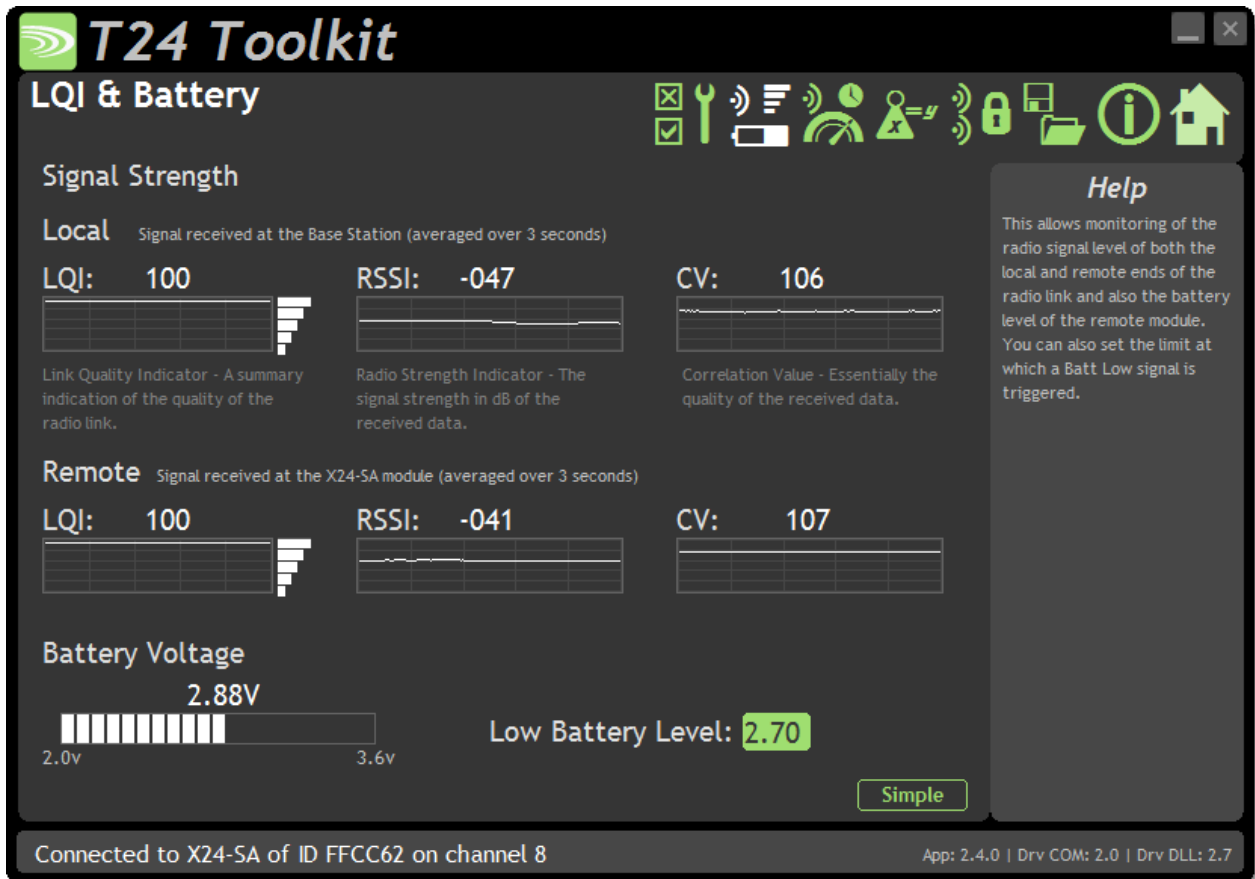 T24 Toolkit
LQI & Battery
x=y
Signal Strength
Local Signal received at the Base Station (averaged over 3 seconds)
LQI: 100
RSSI: -047
CV: 106
Link Quality Indicator - A summary
indication of the quality of the
radio link.
Radio Strength Indicator - The
signal strength in dB of the
received data.
Correlation Value - Essentially the
quality of the received data.
Remote Signal received at the X24-SA module (averaged over 3 seconds)
LQI: 100
RSSI: -041
CV: 107
Battery Voltage
2.88V
2.0v
3.6v
Low Battery Level: 2.70
Simple
Help
This allows monitoring of the
radio signal level of both the
local and remote ends of the
radio link and also the battery
level of the remote module.
You can also set the limit at
which a Batt Low signal is
triggered.
Connected to X24-SA of ID FFCC62 on channel 8
App: 2.4.0 | Drv COM: 2.0 | Drv DLL: 2.7